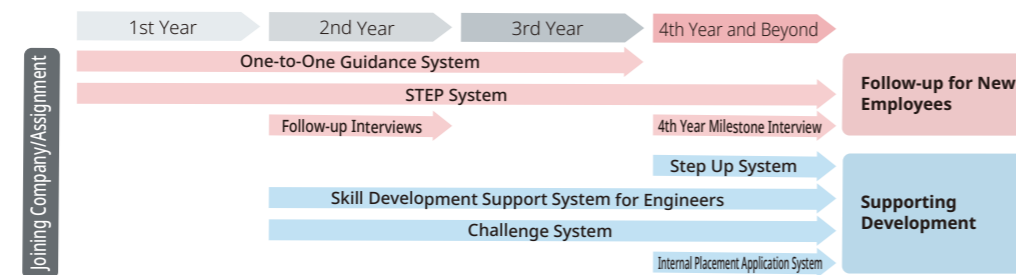 1st Year
2nd Year
3rd Year
4th Year and Beyond
Joining Company/Assignment
One-to-One Guidance System
STEP System
Follow-up Interviews
4th Year Milestone Interview
Follow-up for New
Employees
Step Up System
Skill Development Support System for Engineers
Challenge System
Internal Placement Application System
Supporting
Development